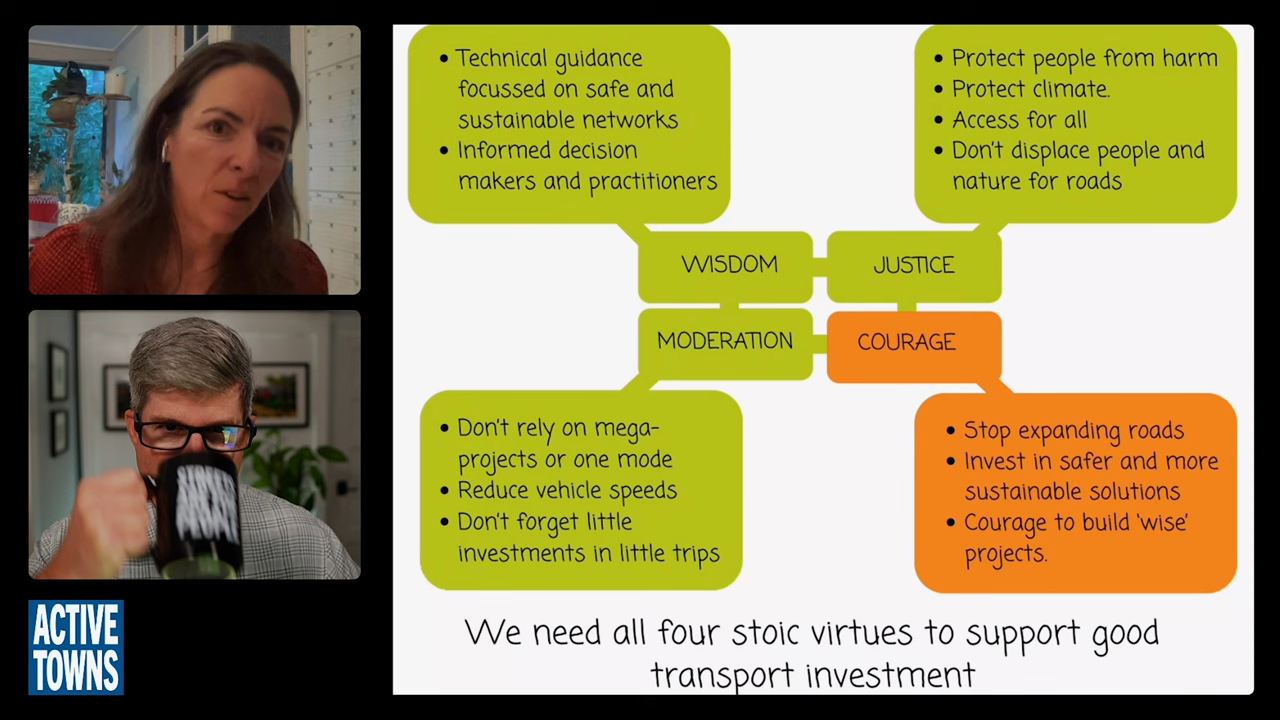 Technical guidance
focussed on safe and
sustainable networks
Informed decision
makers and practitioners
Protect people from harm
Protect climate.
Access for all
Don't displace people and
nature for roads
WISDOM
JUSTICE
MODERATION
COURAGE
Don't rely on mega-
projects or one mode
Reduce vehicle speeds
Don't forget little
investments in little trips
Stop expanding roads
Invest in safer and more
sustainable solutions
Courage to build 'wise'
projects.
We need all four stoic virtues to support good
transport investment
ACTIVE
TOWNS